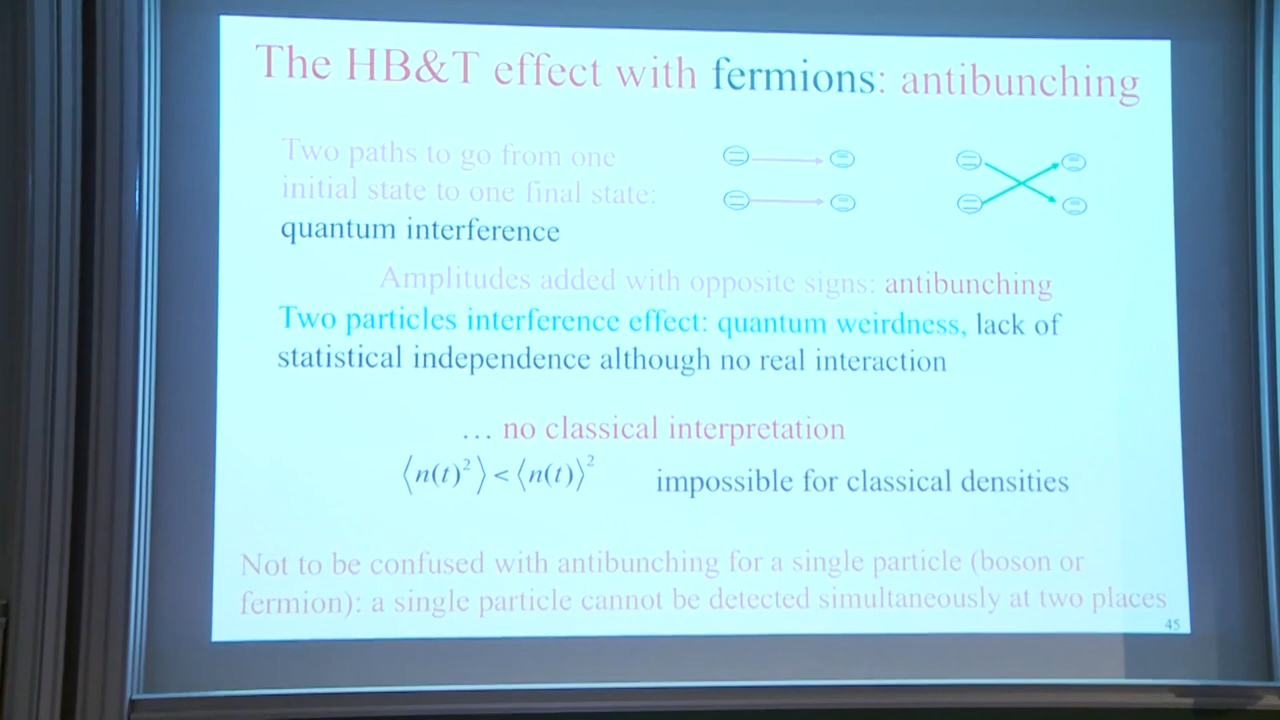 The HB&T effect with fermions: antibunching
Two paths to go from one
initial state to one final state:
quantum interference
Amplitudes added with opposite signs: antibunching
Two particles interference effect: quantum weirdness, lack of
statistical independence although no real interaction
… no classical interpretation
⟨n(t)²⟩ < ⟨n(t)⟩² impossible for classical densities
Not to be confused with antibunching for a single particle (boson or
fermion): a single particle cannot be detected simultaneously at two places
45